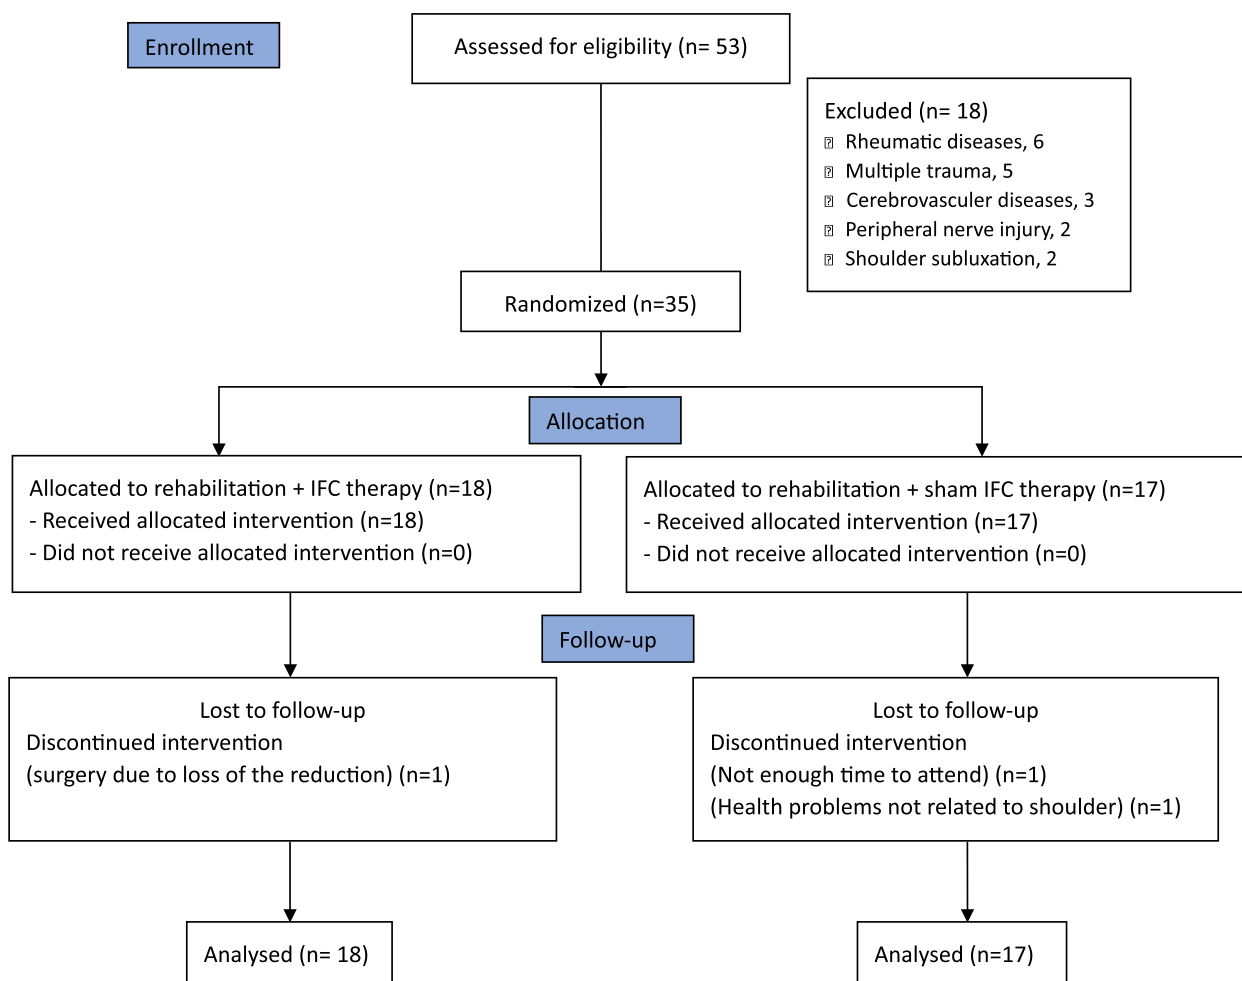 Enrollment
Assessed for eligibility (n= 53)
Excluded (n= 18)
Rheumatic diseases, 6
Multiple trauma, 5
Cerebrovasculer diseases, 3
Peripheral nerve injury, 2
Shoulder subluxation, 2
Randomized (n=35)
Allocation
Allocated to rehabilitation + IFC therapy (n=18)
- Received allocated intervention (n=18)
- Did not receive allocated intervention (n=0)
Allocated to rehabilitation + sham IFC therapy (n=17)
- Received allocated intervention (n=17)
- Did not receive allocated intervention (n=0)
Follow-up
Lost to follow-up
Discontinued intervention
(surgery due to loss of the reduction) (n=1)
Lost to follow-up
Discontinued intervention
(Not enough time to attend) (n=1)
(Health problems not related to shoulder) (n=1)
Analysed (n= 18)
Analysed (n=17)